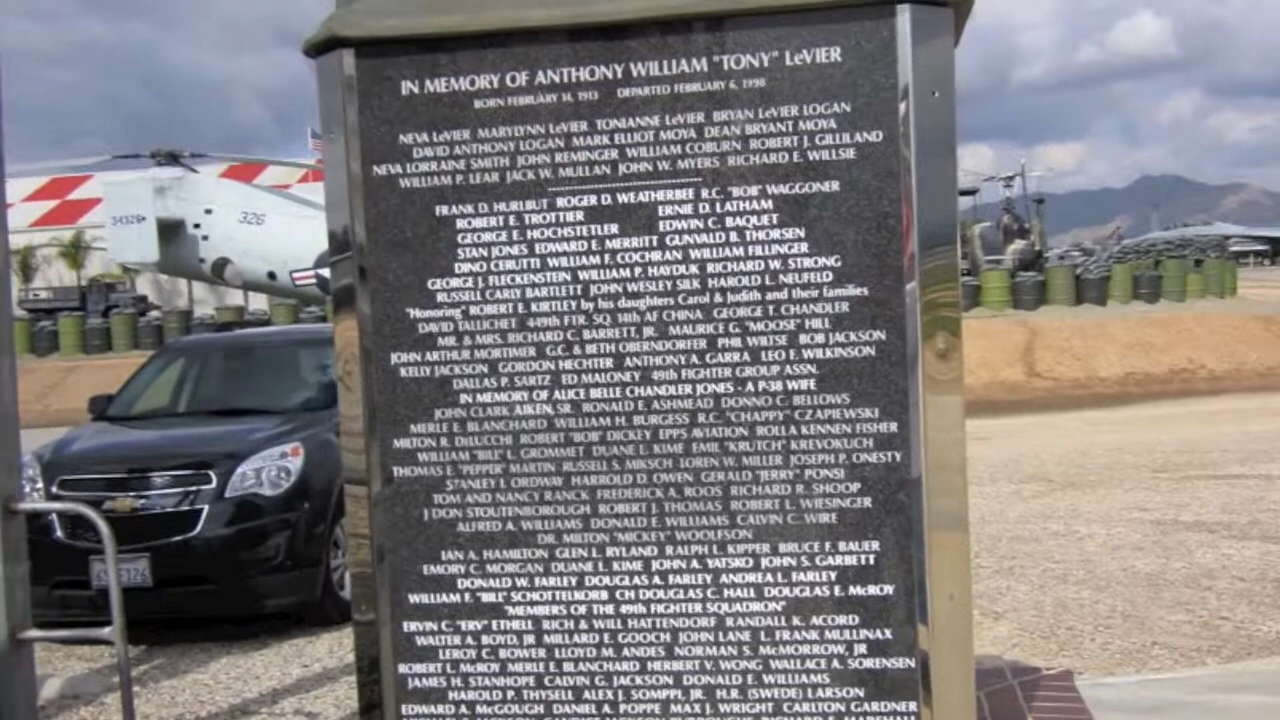 IN MEMORY OF ANTHONY WILLIAM "TONY" LeVIER
BORN FEBRUARY 14, 1913 DEPARTED FEBRUARY 6, 1998
NEVA LeVIER MARYLYNN LeVIER TONIANNE LeVIER BRYAN LeVIER LOGAN
DAVID ANTHONY LOGAN MARK ELLIOT MOYA DEAN BRYANT MOYA
NEVA LORRAINE SMITH JOHN REMINGER WILLIAM COBURN ROBERT J. GILLILAND
WILLIAM P. LEAR JACK W. MULLAN JOHN W. MYERS RICHARD E. WILLSIE
FRANK D. HURLBUT ROGER D. WEATHERBEE R.C. "BOB" WAGGONER
ROBERT E. TROTTIER ERNIE D. LATHAM
GEORGE E. HOCHSTETLER EDWIN C. BAQUET
STAN JONES EDWARD E. MERRITT GUNVALD B. THORSEN
DINO CERUTTI WILLIAM F. COCHRAN WILLIAM FILLINGER
GEORGE J. FLECKENSTEIN WILLIAM P. HAYDUK RICHARD W. STRONG
RUSSELL CARLY BARTLETT JOHN WESLEY SILK HAROLD L. NEUFELD
"Honoring" ROBERT E. KIRTLEY by his daughters Carol & Judith and their families
DAVID TALLICHET 449th FTR. SQ. 14th AF CHINA GEORGE T. CHANDLER
MR. & MRS. RICHARD C. BARRETT, JR. MAURICE G. "MOOSE" HILL
JOHN ARTHUR MORTIMER G.C. & BETH OBERNDORFER PHIL WIITSE BOB JACKSON
KELLY JACKSON GORDON HECHTER ANTHONY A. GARRA LEO F. WILKINSON
DALLAS P. SARTZ ED MALONEY 49th FIGHTER GROUP ASSN.
IN MEMORY OF ALICE BELLE CHANDLER JONES - A P-38 WIFE
JOHN CLARK AIKEN, SR. RONALD E. ASHMEAD DONNO C. BELLOWS
MERLE E. BLANCHARD WILLIAM H. BURGESS R.C. "CHAPPY" CZAPIEWSKI
MILTON R. DeLUCCHI ROBERT "BOB" DICKEY EPPS AVIATION ROLLA KENNEN FISHER
WILLIAM "BILL" L. GROMMET DUANE L. KIME EMIL "KRUTCH" KREVOKUCH
THOMAS E. "PEPPER" MARTIN RUSSELL S. MIKSCH LOREN W. MILLER JOSEPH P. ONESTY
STANLEY I. ORDWAY HARROLD D. OWEN GERALD "JERRY" PONSI
TOM AND NANCY RANCK FREDERICK A. ROOS RICHARD R. SHOOP
J DON STOUTENBOROUGH ROBERT J. THOMAS ROBERT L. WIESINGER
ALFRED A. WILLIAMS DONALD E. WILLIAMS CALVIN C. WIRE
DR. MILTON "MICKEY" WOOLFSON
IAN A. HAMILTON GLEN L. RYLAND RALPH L. KIPPER BRUCE F. BAUER
EMORY C. MORGAN DUANE L. KIME JOHN A. YATSKO JOHN S. GARBETT
DONALD W. FARLEY DOUGLAS A. FARLEY ANDREA L. FARLEY
WILLIAM F. "BILL" SCHOTTELKORB CH DOUGLAS C. HALL DOUGLAS E. McROY
"MEMBERS OF THE 49th FIGHTER SQUADRON"
ERVIN C. "ERV" ETHELL RICH & WILL HATTENDORF RANDALL K. ACORD
WALTER A. BOYD, JR MILLARD E. GOOCH JOHN LANE L. FRANK MULLINAX
LEROY C. BOWER LLOYD M. ANDES NORMAN S. McMORROW, JR
ROBERT L. McROY MERLE E. BLANCHARD HERBERT V. WONG WALLACE A. SORENSEN
JAMES H. STANHOPE CALVIN G. JACKSON DONALD E. WILLIAMS
HAROLD P. THYSELL ALEX J. SOMPPI, JR. H.R. (SWEDE) LARSON
EDWARD A. McGOUGH DANIEL A. POPPE MAX J. WRIGHT CARLTON GARDNER
326